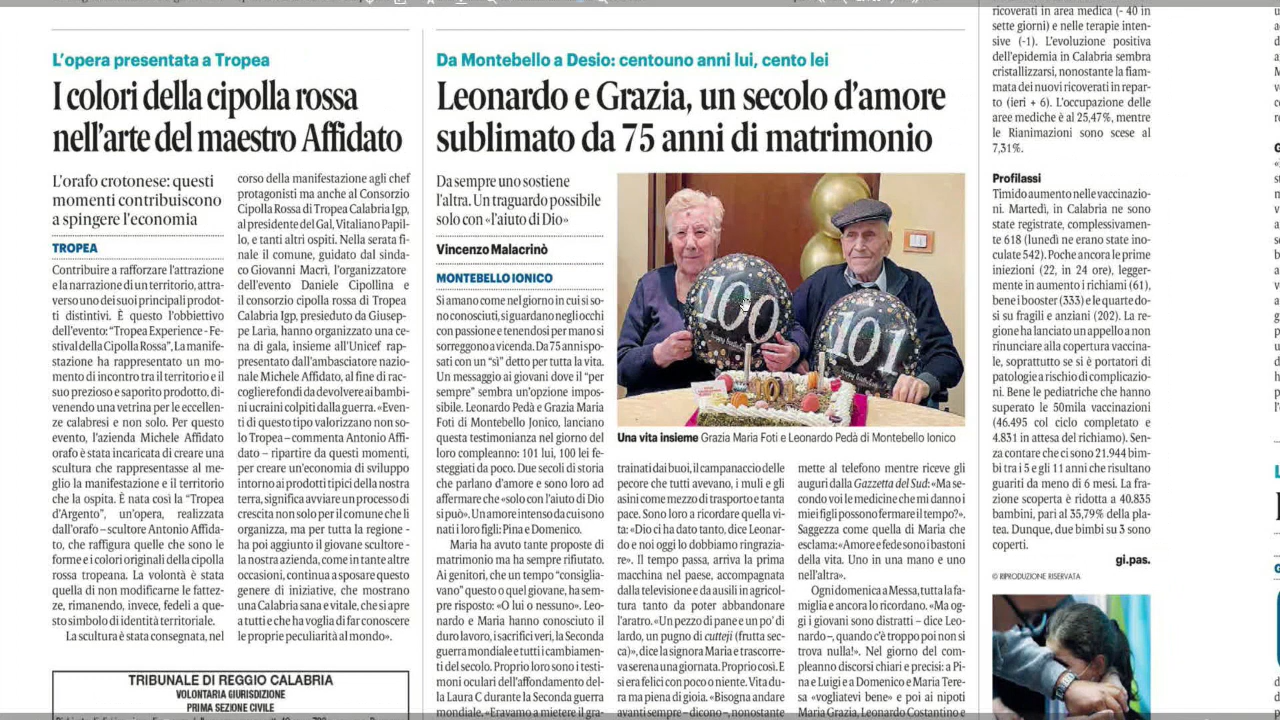 L'opera presentata a Tropea
I colori della cipolla rossa
nell'arte del maestro Affidato
L'orafo crotonese: questi
momenti contribuiscono
a spingere l'economia
TROPEA
Contribuire a rafforzare l'attrazione
e la narrazione di un territorio, attra-
verso uno dei suoi principali prodot-
ti distintivi. È questo l'obbiettivo
dell'evento: "Tropea Experience - Fe-
stival della Cipolla Rossa", La manife-
stazione ha rappresentato un mo-
mento di incontro tra il territorio e il
suo prezioso e saporito prodotto, di-
venendo una vetrina per le eccellen-
ze calabresi e non solo. Per questo
evento, l'azienda Michele Affidato
orafo è stata incaricata di creare una
scultura che rappresentasse al me-
glio la manifestazione e il territorio
che la ospita. È nata così la "Tropea
d'Argento", un'opera, realizzata
dall'orafo – scultore Antonio Affida-
to, che raffigura quelle che sono le
forme e i colori originali della cipolla
rossa tropeana. La volontà è stata
quella di non modificarne le fattez-
ze, rimanendo, invece, fedeli a que-
sto simbolo di identità territoriale.
La scultura è stata consegnata, nel
corso della manifestazione agli chef
protagonisti ma anche al Consorzio
Cipolla Rossa di Tropea Calabria Igp,
al presidente del Gal, Vitaliano Papil-
lo, e tanti altri ospiti. Nella serata fi-
nale il comune, guidato dal sinda-
co Giovanni Macrì, l'organizzatore
dell'evento Daniele Cipollina e
il consorzio cipolla rossa di Tropea
Calabria Igp, presieduto da Giusep-
pe Laria, hanno organizzato una ce-
na di gala, insieme all'Unicef rap-
presentato dall'ambasciatore nazio-
nale Michele Affidato, al fine di rac-
cogliere fondi da devolvere ai bambi-
ni ucraini colpiti dalla guerra. «Even-
ti di questo tipo valorizzano non so-
lo Tropea – commenta Antonio Affi-
dato – ripartire da questi momenti,
per creare un'economia di sviluppo
intorno ai prodotti tipici della nostra
terra, significa avviare un processo di
crescita non solo per il comune che li
organizza, ma per tutta la regione -
ha poi aggiunto il giovane scultore -
la nostra azienda, come in tante altre
occasioni, continua a sposare questo
genere di iniziative, che mostrano
una Calabria sana e vitale, che si apre
a tutti e che ha voglia di far conoscere
le proprie peculiarità al mondo».
TRIBUNALE DI REGGIO CALABRIA
VOLONTARIA GIURISDIZIONE
PRIMA SEZIONE CIVILE
Da Montebello a Desio: centouno anni lui, cento lei
Leonardo e Grazia, un secolo d'amore
sublimato da 75 anni di matrimonio
Da sempre uno sostiene
l'altra. Un traguardo possibile
solo con «l'aiuto di Dio»
Vincenzo Malacrinò
MONTEBELLO IONICO
Si amano come nel giorno in cui si so-
no conosciuti, si guardano negli occhi
con passione e tenendosi per mano si
sorreggono a vicenda. Da 75 anni spo-
sati con un "sì" detto per tutta la vita.
Un messaggio ai giovani dove il "per
sempre" sembra un'opzione impos-
sibile. Leonardo Pedà e Grazia Maria
Foti di Montebello Jonico, lanciano
questa testimonianza nel giorno del
loro compleanno: 101 lui, 100 lei fe-
steggiati da poco. Due secoli di storia
che parlano d'amore e sono loro ad
affermare che «solo con l'aiuto di Dio
si può». Un amore intenso da cui sono
nati i loro figli: Pina e Domenico.
Maria ha avuto tante proposte di
matrimonio ma ha sempre rifiutato.
Ai genitori, che un tempo "consiglia-
vano" questo o quel giovane, ha sem-
pre risposto: «O lui o nessuno». Leo-
nardo e Maria hanno conosciuto il
duro lavoro, i sacrifici veri, la Seconda
guerra mondiale e tutti i cambiamen-
ti del secolo. Proprio loro sono i testi-
moni oculari dell'affondamento del-
la Laura C durante la Seconda guerra
mondiale. «Eravamo a mietere il gra-
100
101
101
Una vita insieme Grazia Maria Foti e Leonardo Pedà di Montebello Ionico
trainati dai buoi, il campanaccio delle
pecore che tutti avevano, i muli e gli
asini come mezzo di trasporto e tanta
pace. Sono loro a ricordare quella vi-
ta: «Dio ci ha dato tanto, dice Leonar-
do e noi oggi lo dobbiamo ringrazia-
re». Il tempo passa, arriva la prima
macchina nel paese, accompagnata
dalla televisione e da ausili in agricol-
tura tanto da poter abbandonare
l'aratro. «Un pezzo di pane e un po' di
lardo, un pugno di cutteji (frutta sec-
ca)», dice la signora Maria e trascorre-
va serena una giornata. Proprio così. E
si era felici con poco o niente. Vita du-
ra ma piena di gioia. «Bisogna andare
avanti sempre – dicono –, nonostante
mette al telefono mentre riceve gli
auguri dalla Gazzetta del Sud: «Ma se-
condo voi le medicine che mi danno i
miei figli possono fermare il tempo?».
Saggezza come quella di Maria che
esclama: «Amore e fede sono i bastoni
della vita. Uno in una mano e uno
nell'altra».
Ogni domenica a Messa, tutta la fa-
miglia e ancora lo ricordano. «Ma og-
gi i giovani sono distratti – dice Leo-
nardo –, quando c'è troppo poi non si
trova nulla!». Nel giorno del com-
pleanno discorsi chiari e precisi: a Pi-
na e Luigi e a Domenico e Maria Tere-
sa «vogliatevi bene» e poi ai nipoti
Maria Grazia, Leonardo Costantino e
ricoverati in area medica (- 40 in
sette giorni) e nelle terapie inten-
sive (-1). L'evoluzione positiva
dell'epidemia in Calabria sembra
cristallizzarsi, nonostante la fiam-
mata dei nuovi ricoverati in repar-
to (ieri + 6). L'occupazione delle
aree mediche è al 25,47%, mentre
le Rianimazioni sono scese al
7,31%.
Profilassi
Timido aumento nelle vaccinazio-
ni. Martedì, in Calabria ne sono
state registrate, complessivamen-
te 618 (lunedì ne erano state ino-
culate 542). Poche ancora le prime
iniezioni (22, in 24 ore), legger-
mente in aumento i richiami (61),
bene i booster (333) e le quarte do-
si su fragili e anziani (202). La re-
gione ha lanciato un appello a non
rinunciare alla copertura vaccina-
le, soprattutto se si è portatori di
patologie a rischio di complicazio-
ni. Bene le pediatriche che hanno
superato le 50mila vaccinazioni
(46.495 col ciclo completato e
4.831 in attesa del richiamo). Sen-
za contare che ci sono 21.944 bim-
bi tra i 5 e gli 11 anni che risultano
guariti da meno di 6 mesi. La fra-
zione scoperta è ridotta a 40.835
bambini, pari al 35,79% della pla-
tea. Dunque, due bimbi su 3 sono
coperti.
gi.pas.
© RIPRODUZIONE RISERVATA